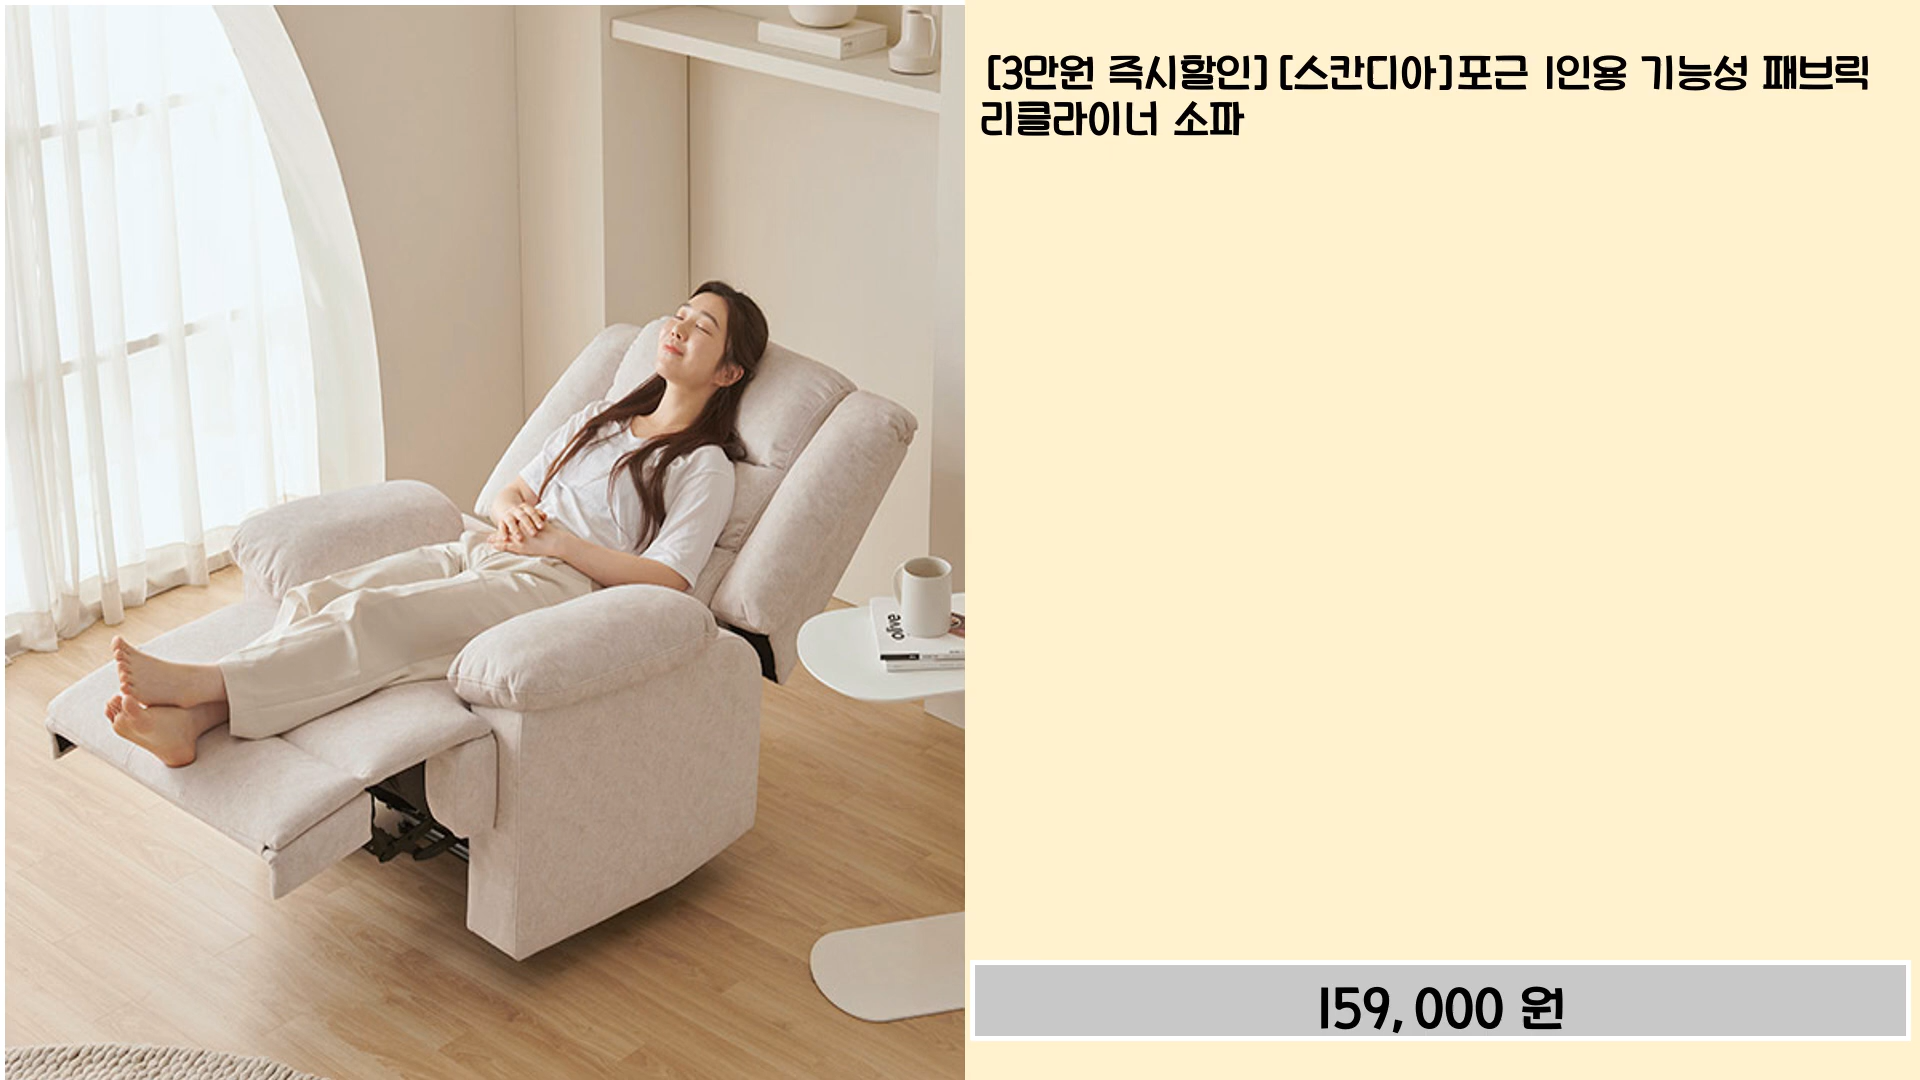 [3만원 즉시할인][스칸디아]포근 1인용 기능성 패브릭
리클라이너 소파
olive
159,000 원